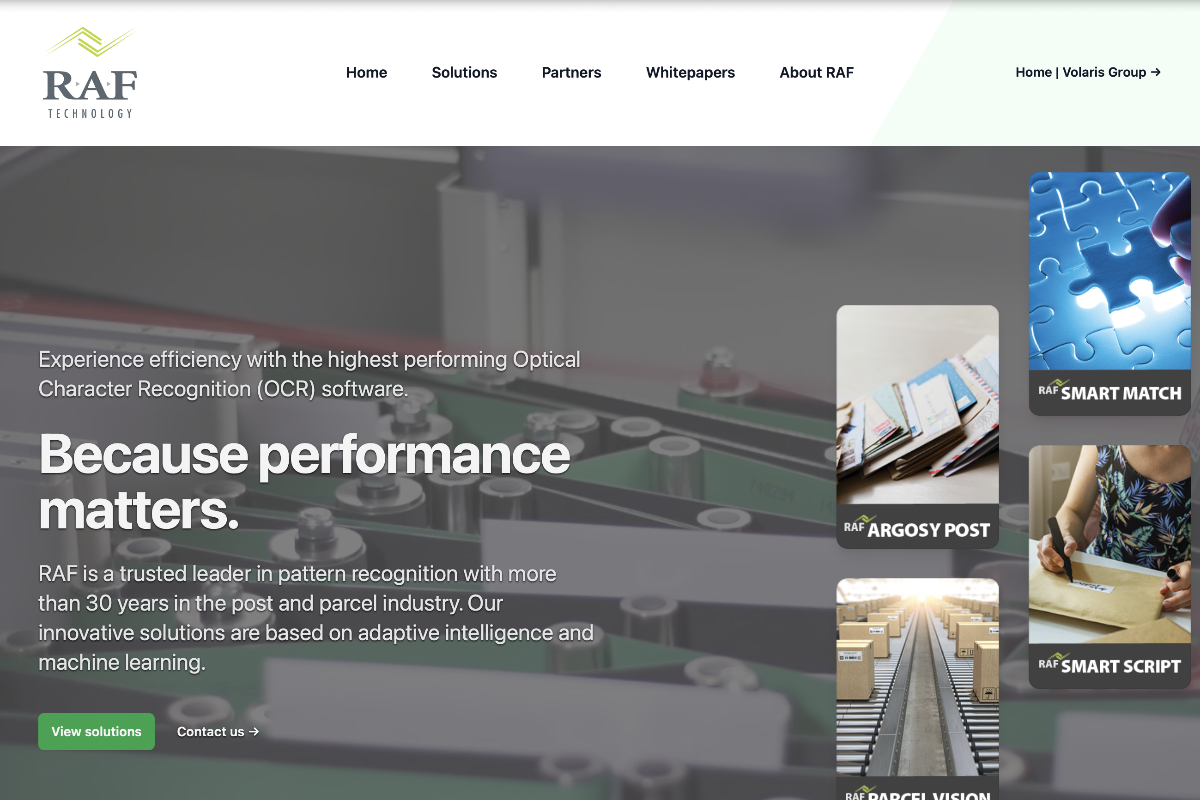 RAF
TECHNOLOGY
Home
Solutions
Partners
Whitepapers
About RAF
Home | Volaris Group →
Experience efficiency with the highest performing Optical
Character Recognition (OCR) software.
Because performance
matters.
RAF is a trusted leader in pattern recognition with more
than 30 years in the post and parcel industry. Our
innovative solutions are based on adaptive intelligence and
machine learning.
View solutions
Contact us →
RAF SMART MATCH
RAF ARGOSY POST
RAF SMART SCRIPT
RAF PARCEL VISION